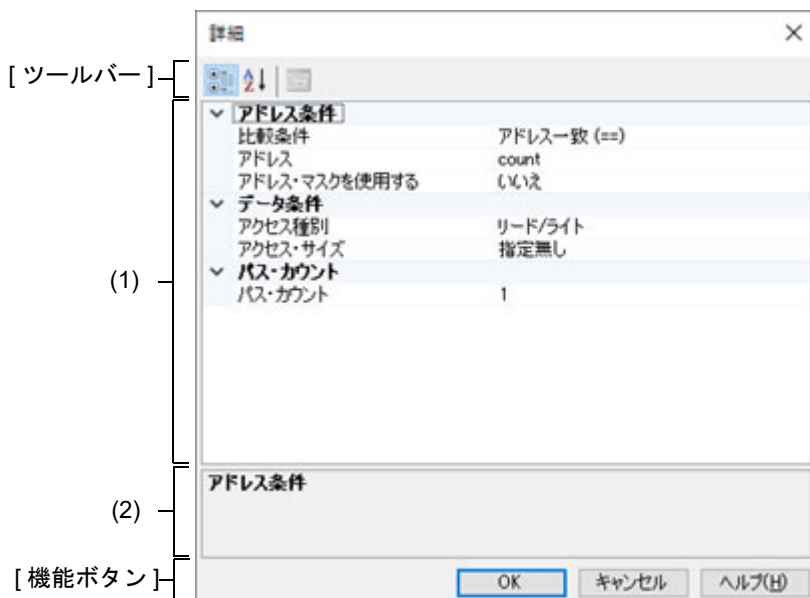 詳細
[ ツールバー ]
アドレス条件
比較条件 アドレス一致 (==)
アドレス count
アドレス・マスクを使用する いいえ
データ条件
アクセス種別 リード/ライト
アクセス・サイズ 指定無し
(1)
パス・カウント
パス・カウント 1
アドレス条件
(2)
[ 機能ボタン ]
OK キャンセル ヘルプ(H)